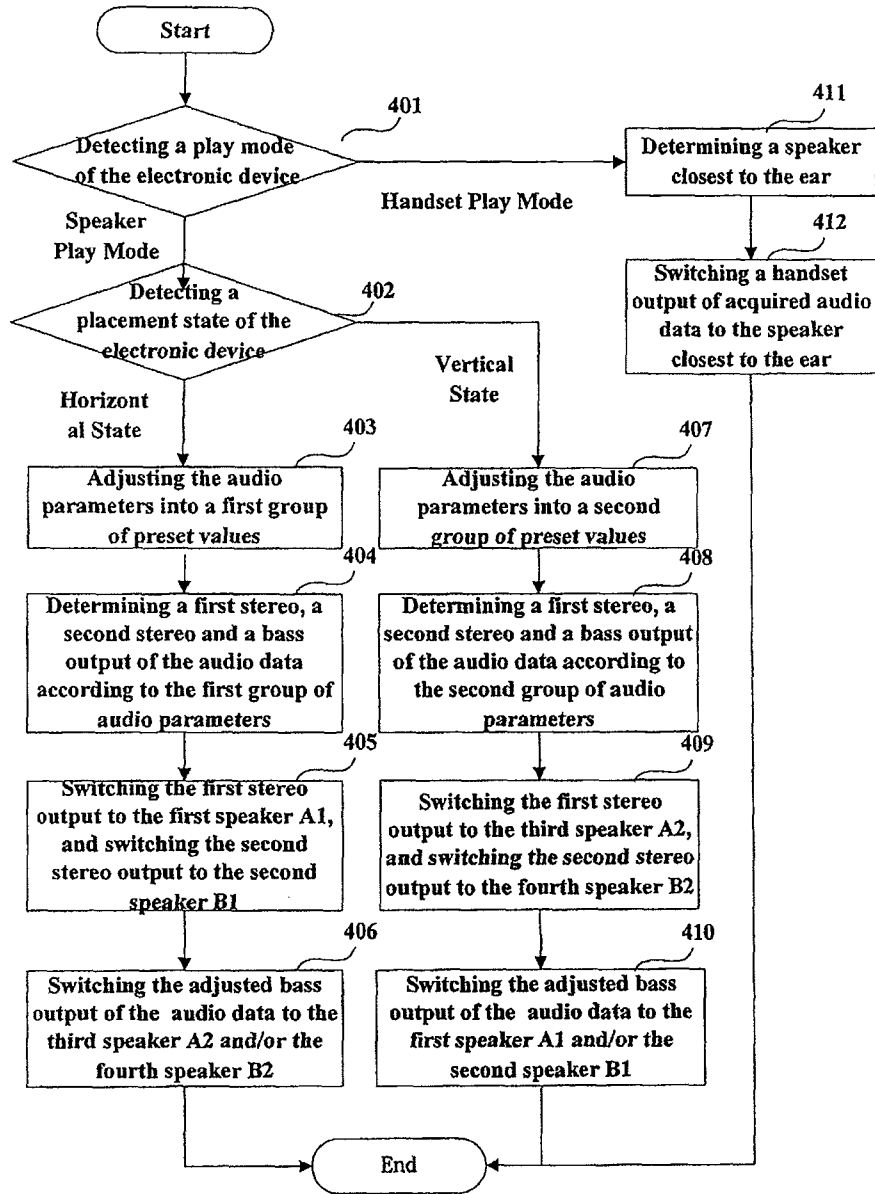 Start
401
Detecting a play mode
of the electronic device
Handset Play Mode
411
Determining a speaker
closest to the ear
412
Switching a handset
output of acquired audio
data to the speaker
closest to the ear
Speaker
Play Mode
402
Detecting a
placement state of the
electronic device
Horizont
al State
Vertical
State
403
Adjusting the audio
parameters into a first group
of preset values
404
Determining a first stereo, a
second stereo and a bass
output of the audio data
according to the first group of
audio parameters
405
Switching the first stereo
output to the first speaker A1,
and switching the second
stereo output to the second
speaker B1
406
Switching the adjusted bass
output of the audio data to the
third speaker A2 and/or the
fourth speaker B2
407
Adjusting the audio
parameters into a second
group of preset values
408
Determining a first stereo, a
second stereo and a bass output
of the audio data according to
the second group of audio
parameters
409
Switching the first stereo
output to the third speaker A2,
and switching the second stereo
output to the fourth speaker B2
410
Switching the adjusted bass
output of the audio data to the
first speaker A1 and/or the
second speaker B1
End